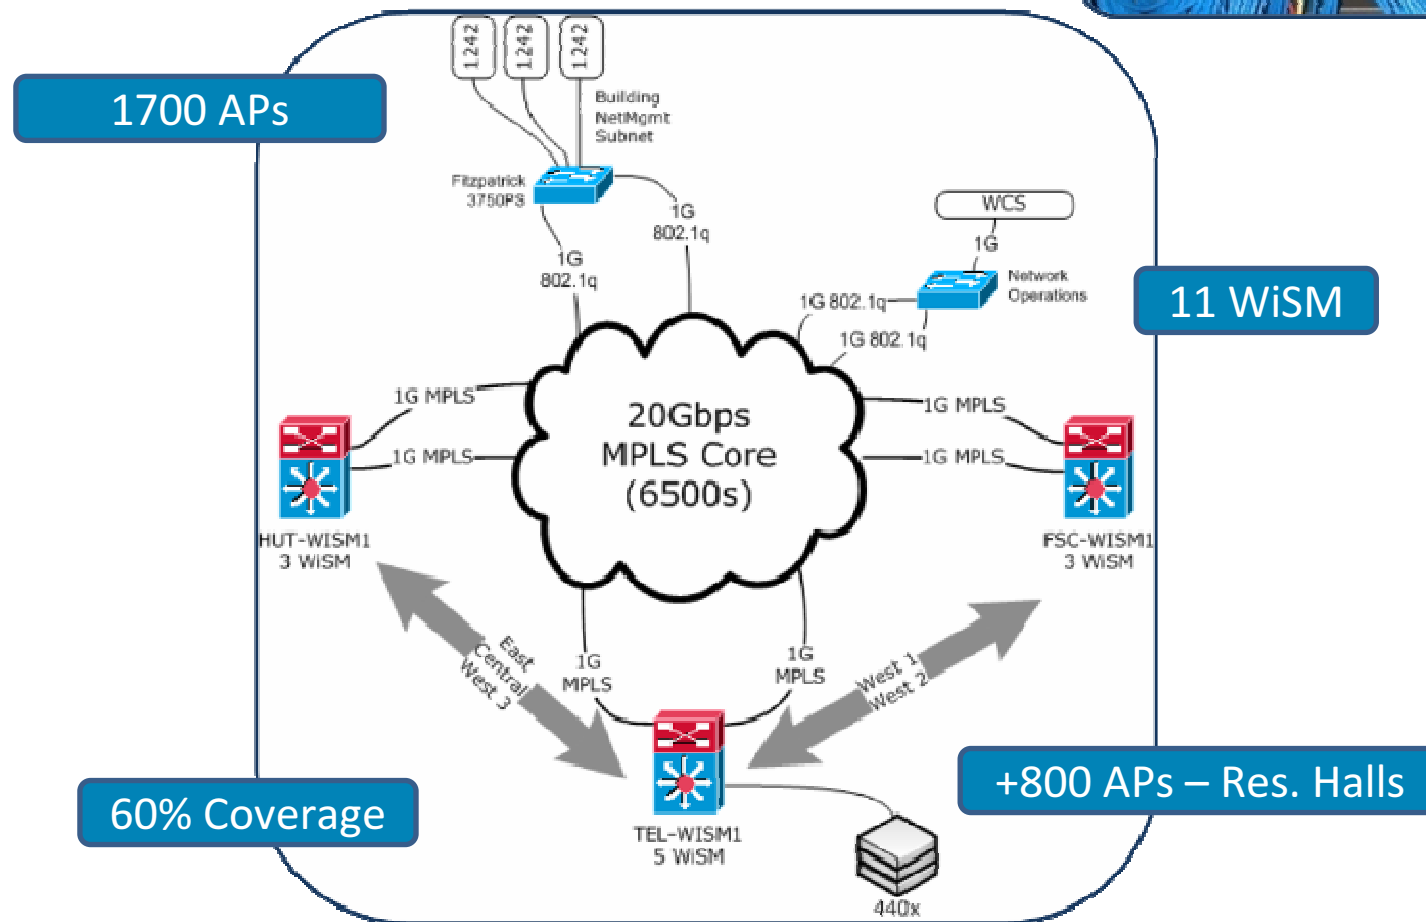 1242
1242
1242
1700 APs
Building
NetMgmt
Subnet
Fitzpatrick
3750PS
1G
802.1q
1G
802.1q
WCS
1G
Network
Operations
1G 802.1q
1G 802.1q
11 WiSM
1G MPLS
1G MPLS
20Gbps
MPLS Core
(6500s)
1G MPLS
1G MPLS
HUT-WISM1
3 WiSM
FSC-WISM1
3 WiSM
East
Central
West 3
1G
MPLS
1G
MPLS
West 1
West 2
60% Coverage
+800 APs – Res. Halls
TEL-WISM1
5 WiSM
440x